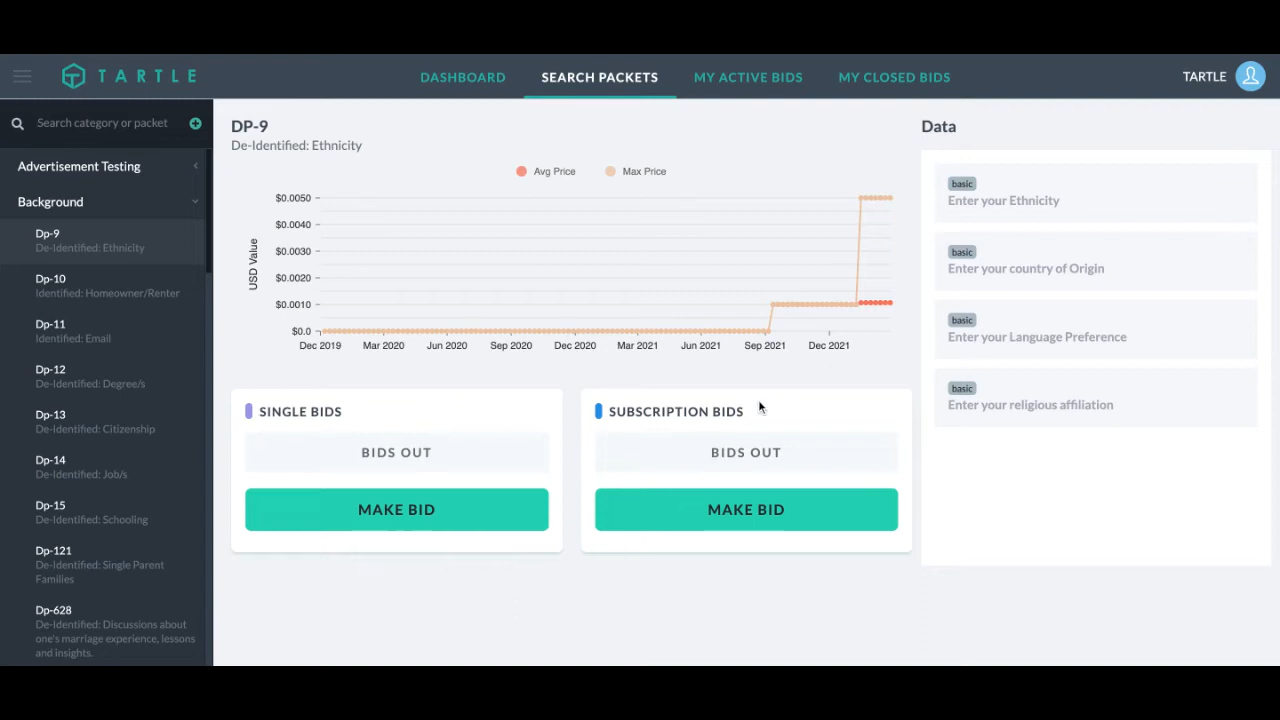 TARTLE
DASHBOARD
SEARCH PACKETS
MY ACTIVE BIDS
MY CLOSED BIDS
TARTLE
Search category or packet
Advertisement Testing
Background
Dp-9
De-Identified: Ethnicity
Dp-10
Identified: Homeowner/Renter
Dp-11
Identified: Email
Dp-12
De-Identified: Degree/s
Dp-13
De-Identified: Citizenship
Dp-14
De-Identified: Job/s
Dp-15
De-Identified: Schooling
Dp-121
De-Identified: Single Parent
Families
Dp-628
De-Identified: Discussions about
one's marriage experience, lessons
and insights.
DP-9
De-Identified: Ethnicity
Avg Price
Max Price
USD Value
$0.0050
$0.0040
$0.0030
$0.0020
$0.0010
$0.0
Dec 2019
Mar 2020
Jun 2020
Sep 2020
Dec 2020
Mar 2021
Jun 2021
Sep 2021
Dec 2021
SINGLE BIDS
BIDS OUT
MAKE BID
SUBSCRIPTION BIDS
BIDS OUT
MAKE BID
Data
basic
Enter your Ethnicity
basic
Enter your country of Origin
basic
Enter your Language Preference
basic
Enter your religious affiliation